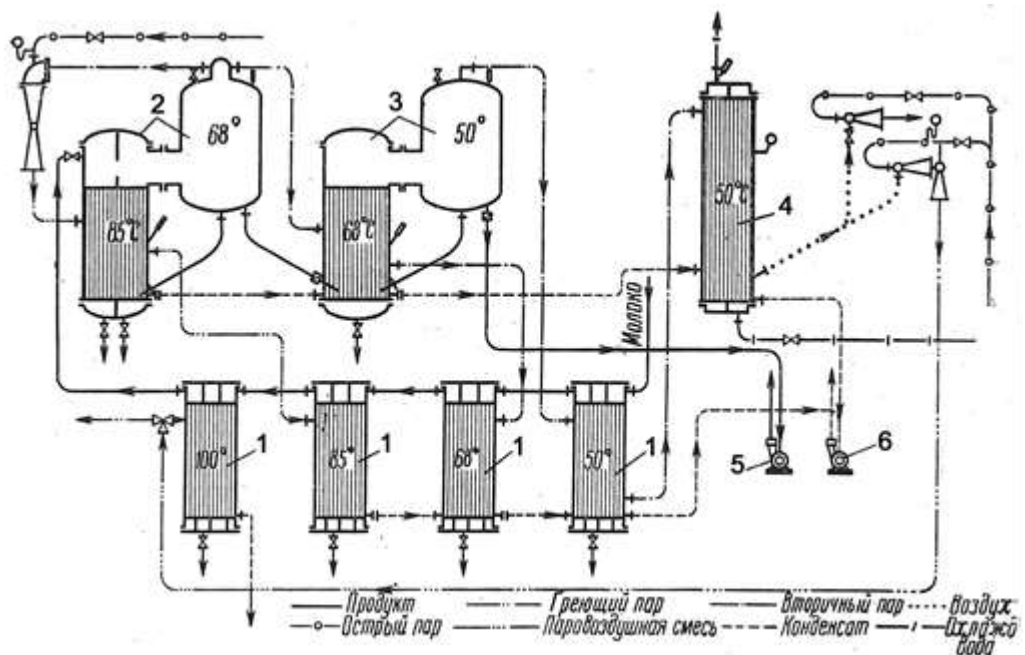 2
68°
3
50°
85°С
68°С
50°С
4
Молоко
100°
1
85°
1
68°
1
50°
1
5
6
Продукт Греющий пар Вторичный пар Воздух
Острый пар Паровоздушная смесь Конденсат Охлажд
вода